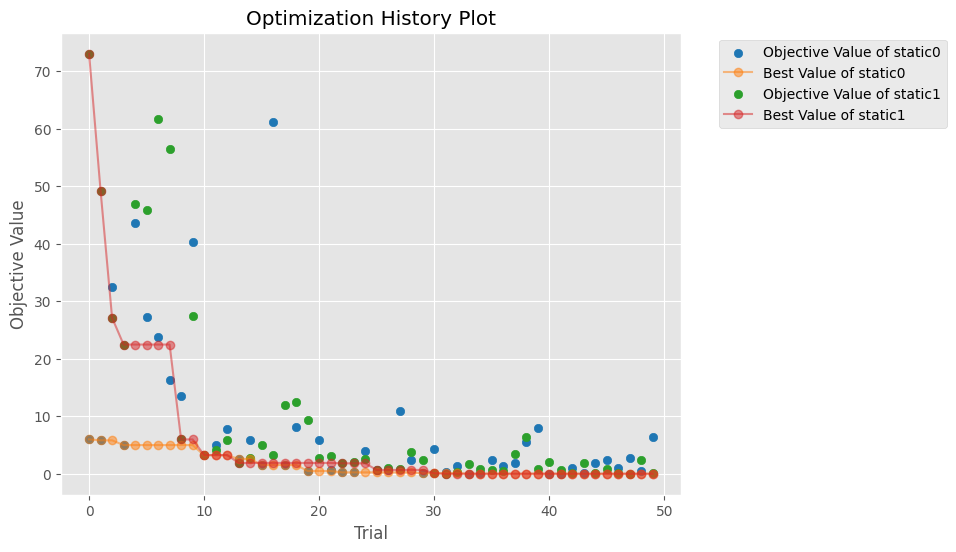 Optimization History Plot
Objective Value of static0
Best Value of static0
Objective Value of static1
Best Value of static1
Objective Value
70
60
50
40
30
20
10
0
0
10
20
30
40
50
Trial